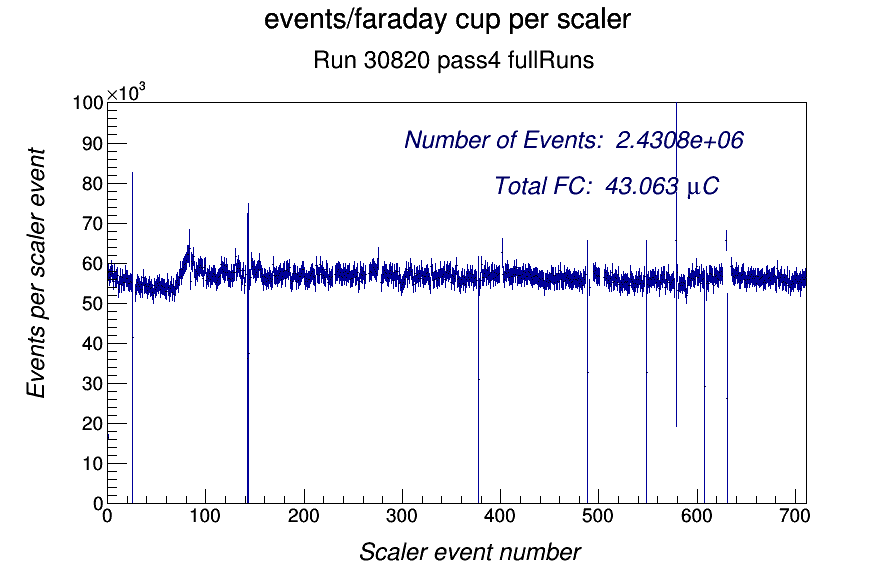 events/faraday cup per scaler
Run 30820 pass4 fullRuns
×10³
100
90
80
70
60
50
40
30
20
10
0
Events per scaler event
Number of Events: 2.4308e+06
Total FC: 43.063 μC
0 100 200 300 400 500 600 700
Scaler event number